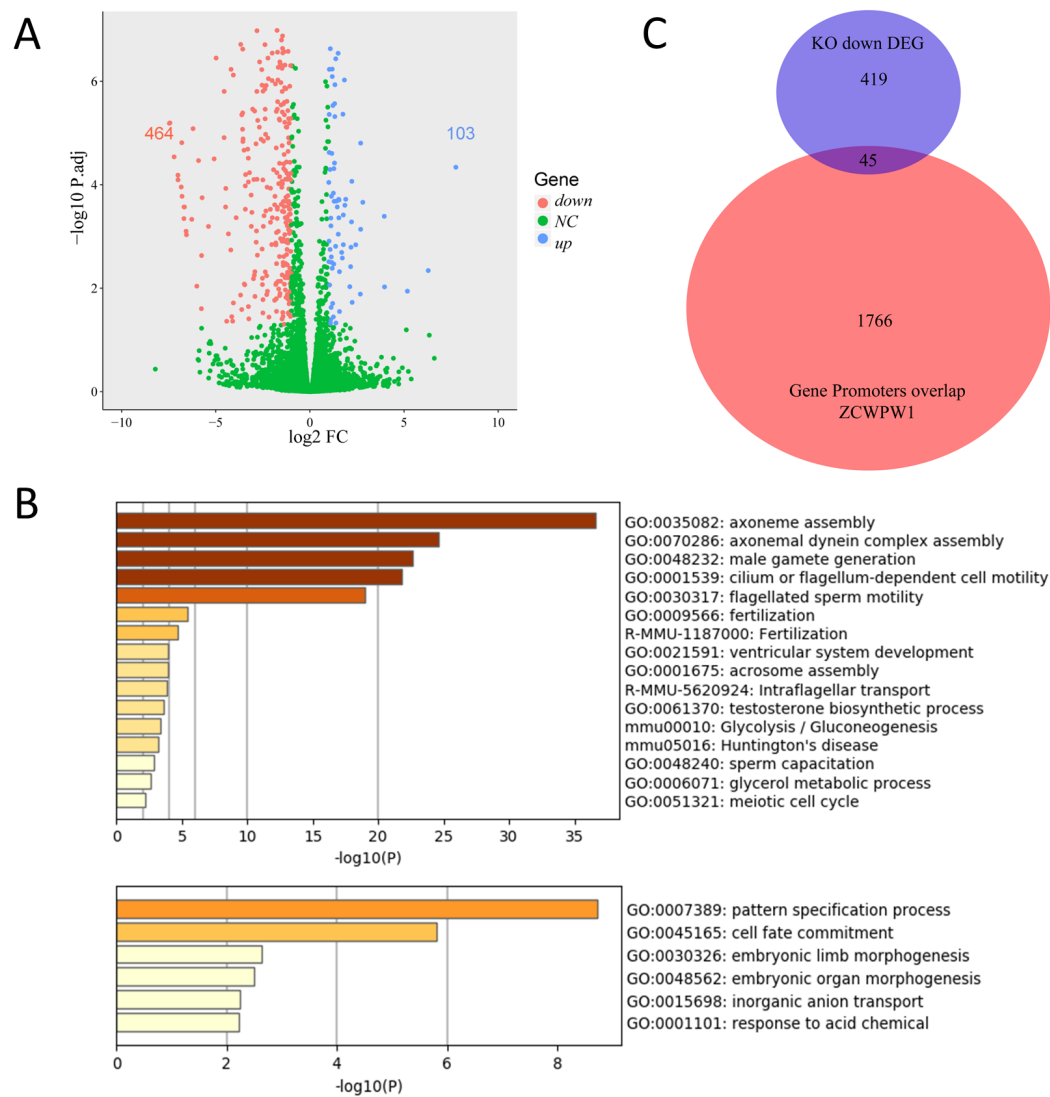 A
−log10 P.adj
6
4
2
0
464
103
−10
−5
0
5
10
log2 FC
Gene
down
NC
up
C
KO down DEG
419
45
1766
Gene Promoters overlap
ZCWPW1
B
GO:0035082: axoneme assembly
GO:0070286: axonemal dynein complex assembly
GO:0048232: male gamete generation
GO:0001539: cilium or flagellum-dependent cell motility
GO:0030317: flagellated sperm motility
GO:0009566: fertilization
R-MMU-1187000: Fertilization
GO:0021591: ventricular system development
GO:0001675: acrosome assembly
R-MMU-5620924: Intraflagellar transport
GO:0061370: testosterone biosynthetic process
mmu00010: Glycolysis / Gluconeogenesis
mmu05016: Huntington's disease
GO:0048240: sperm capacitation
GO:0006071: glycerol metabolic process
GO:0051321: meiotic cell cycle
0 5 10 15 20 25 30 35
-log10(P)
GO:0007389: pattern specification process
GO:0045165: cell fate commitment
GO:0030326: embryonic limb morphogenesis
GO:0048562: embryonic organ morphogenesis
GO:0015698: inorganic anion transport
GO:0001101: response to acid chemical
0 2 4 6 8
-log10(P)